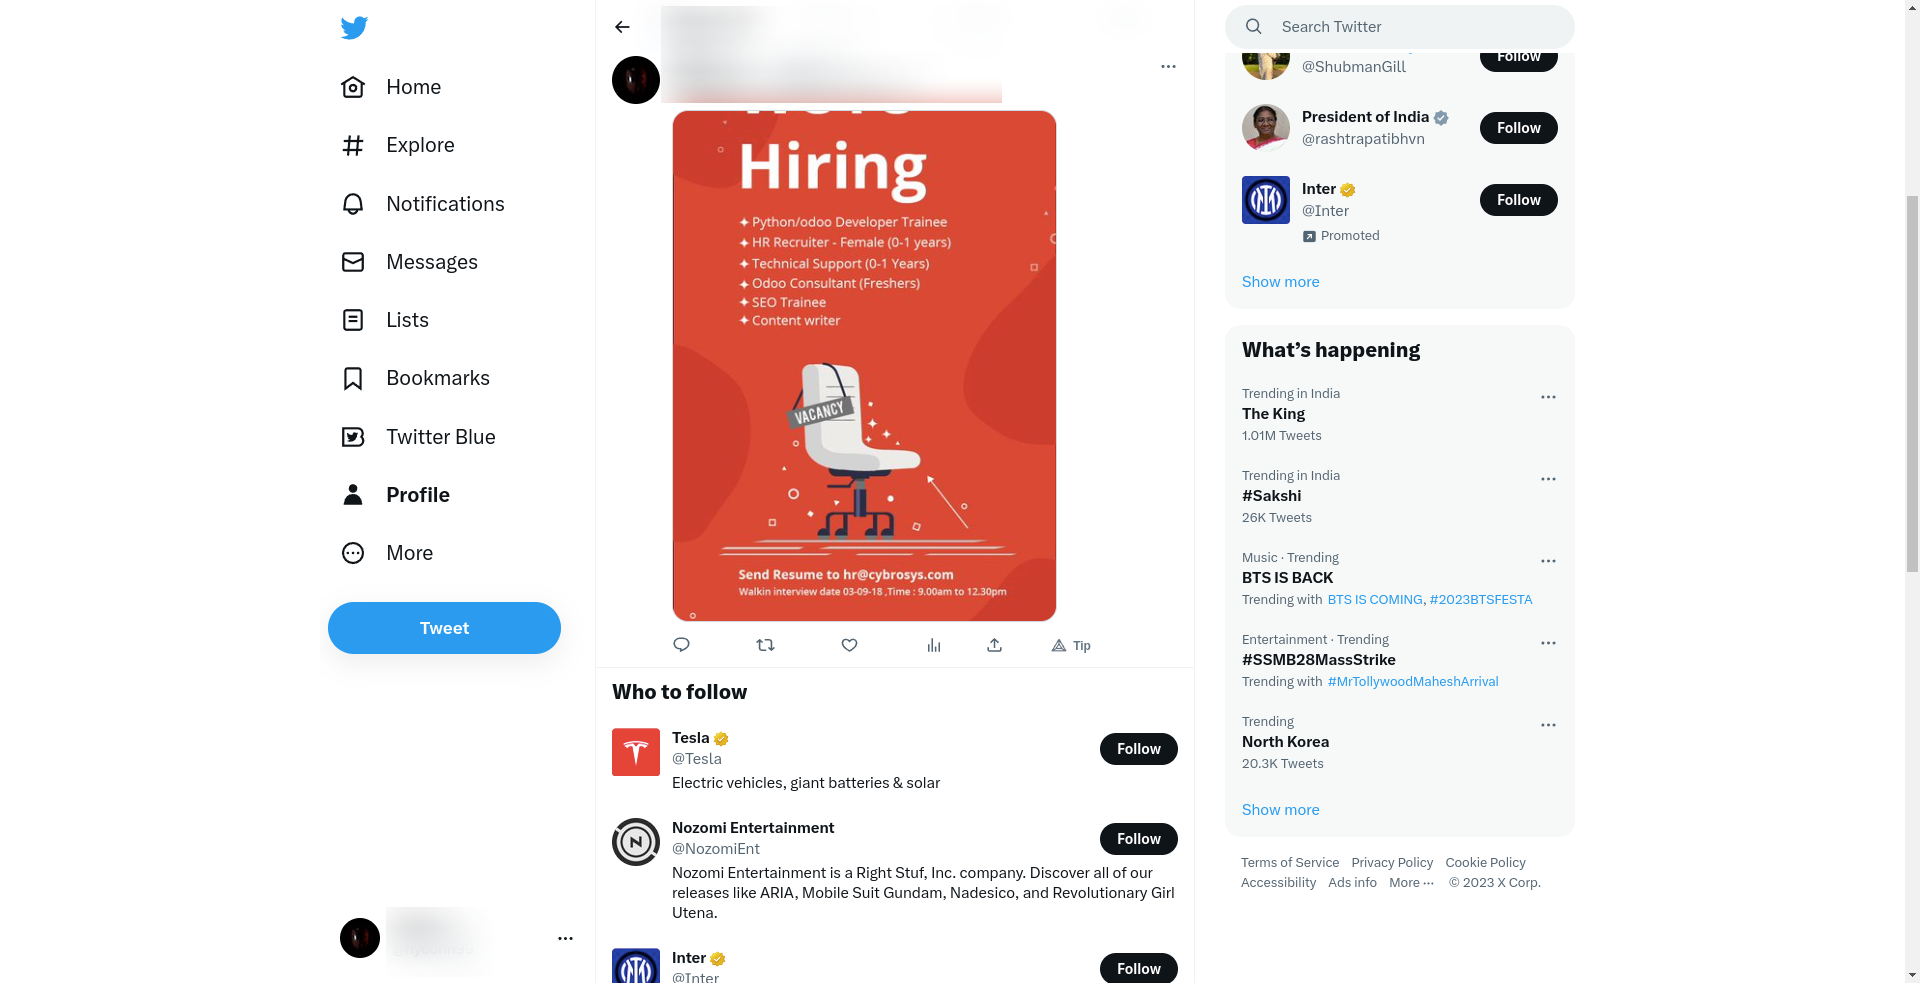 Home
Explore
Notifications
Messages
Lists
Bookmarks
Twitter Blue
Profile
More
Tweet
Hiring
Python/odoo Developer Trainee
HR Recruiter - Female (0-1 years)
Technical Support (0-1 Years)
Odoo Consultant (Freshers)
SEO Trainee
Content writer
VACANCY
Send Resume to hr@cybrosys.com
Walkin interview date 03-09-18 ,Time : 9.00am to 12.30pm
Tip
Who to follow
Tesla
@Tesla
Electric vehicles, giant batteries & solar
Follow
Nozomi Entertainment
@NozomiEnt
Nozomi Entertainment is a Right Stuf, Inc. company. Discover all of our
releases like ARIA, Mobile Suit Gundam, Nadesico, and Revolutionary Girl
Utena.
Follow
Inter
@Inter
Follow
Search Twitter
@ShubmanGill
Follow
President of India
@rashtrapatibhvn
Follow
Inter
@Inter
Promoted
Follow
Show more
What's happening
Trending in India
The King
1.01M Tweets
Trending in India
#Sakshi
26K Tweets
Music · Trending
BTS IS BACK
Trending with BTS IS COMING, #2023BTSFESTA
Entertainment · Trending
#SSMB28MassStrike
Trending with #MrTollywoodMaheshArrival
Trending
North Korea
20.3K Tweets
Show more
Terms of Service Privacy Policy Cookie Policy
Accessibility Ads info More ··· © 2023 X Corp.